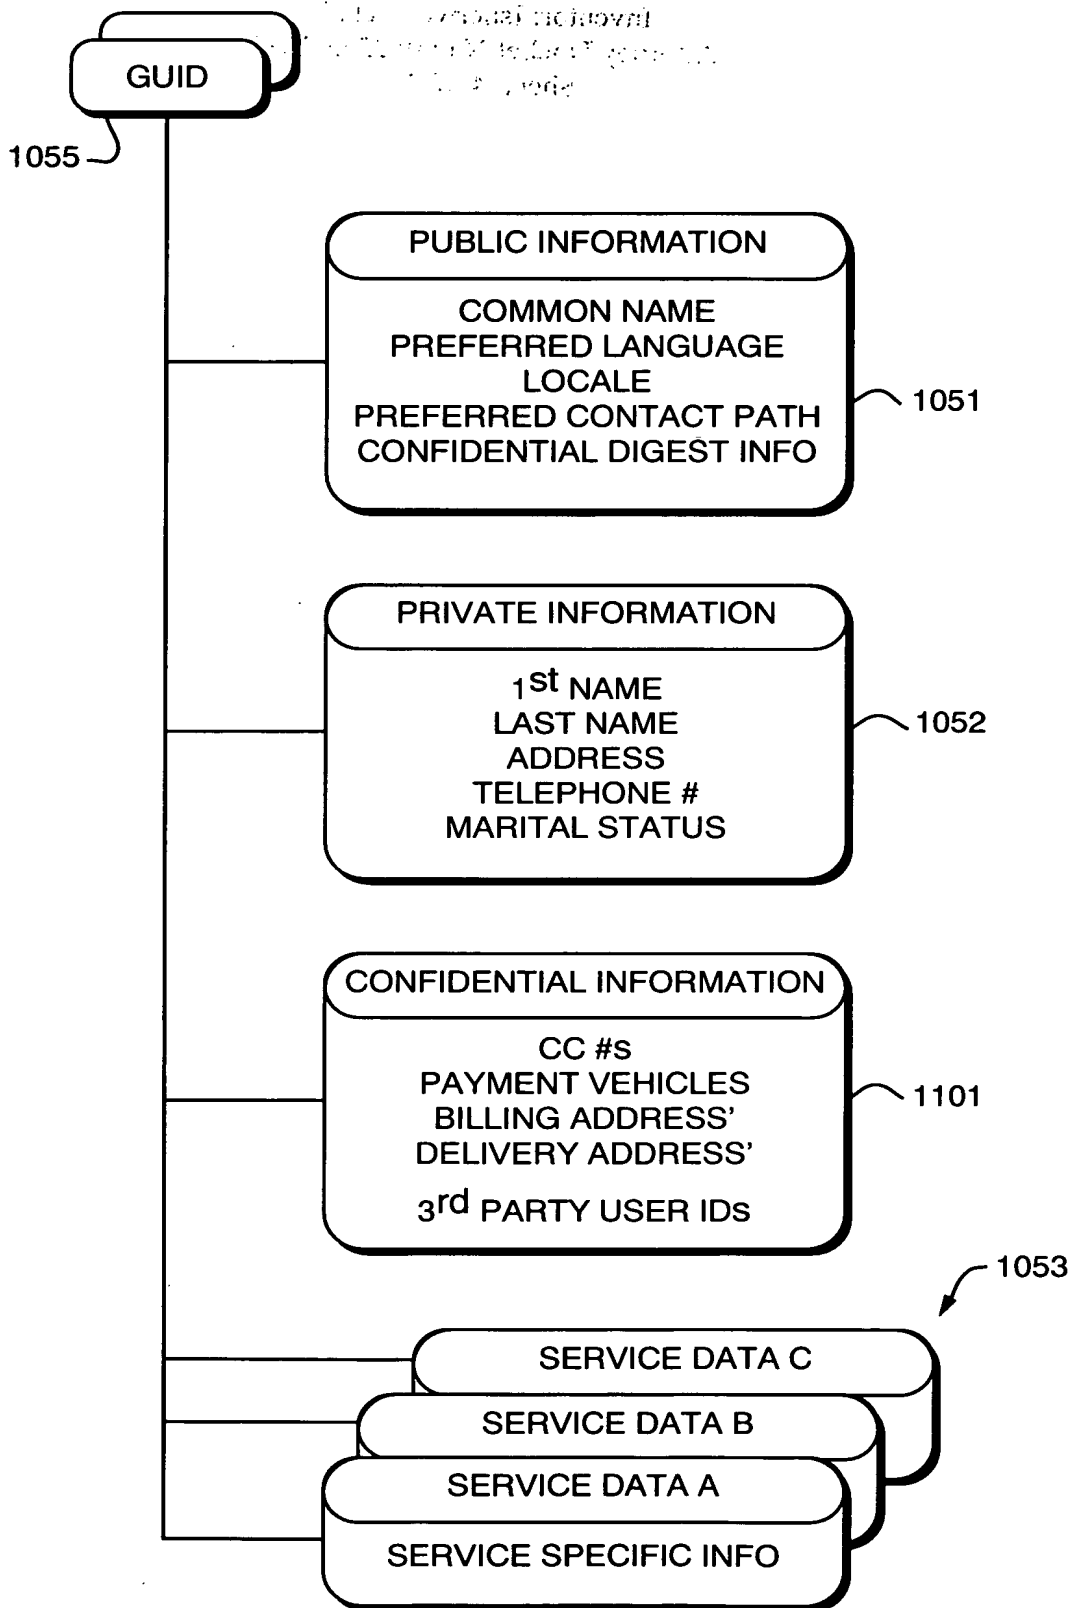 GUID
1055
PUBLIC INFORMATION
COMMON NAME
PREFERRED LANGUAGE
LOCALE
PREFERRED CONTACT PATH
CONFIDENTIAL DIGEST INFO
1051
PRIVATE INFORMATION
1st NAME
LAST NAME
ADDRESS
TELEPHONE #
MARITAL STATUS
1052
CONFIDENTIAL INFORMATION
CC #s
PAYMENT VEHICLES
BILLING ADDRESS’
DELIVERY ADDRESS’
3rd PARTY USER IDs
1101
1053
SERVICE DATA C
SERVICE DATA B
SERVICE DATA A
SERVICE SPECIFIC INFO